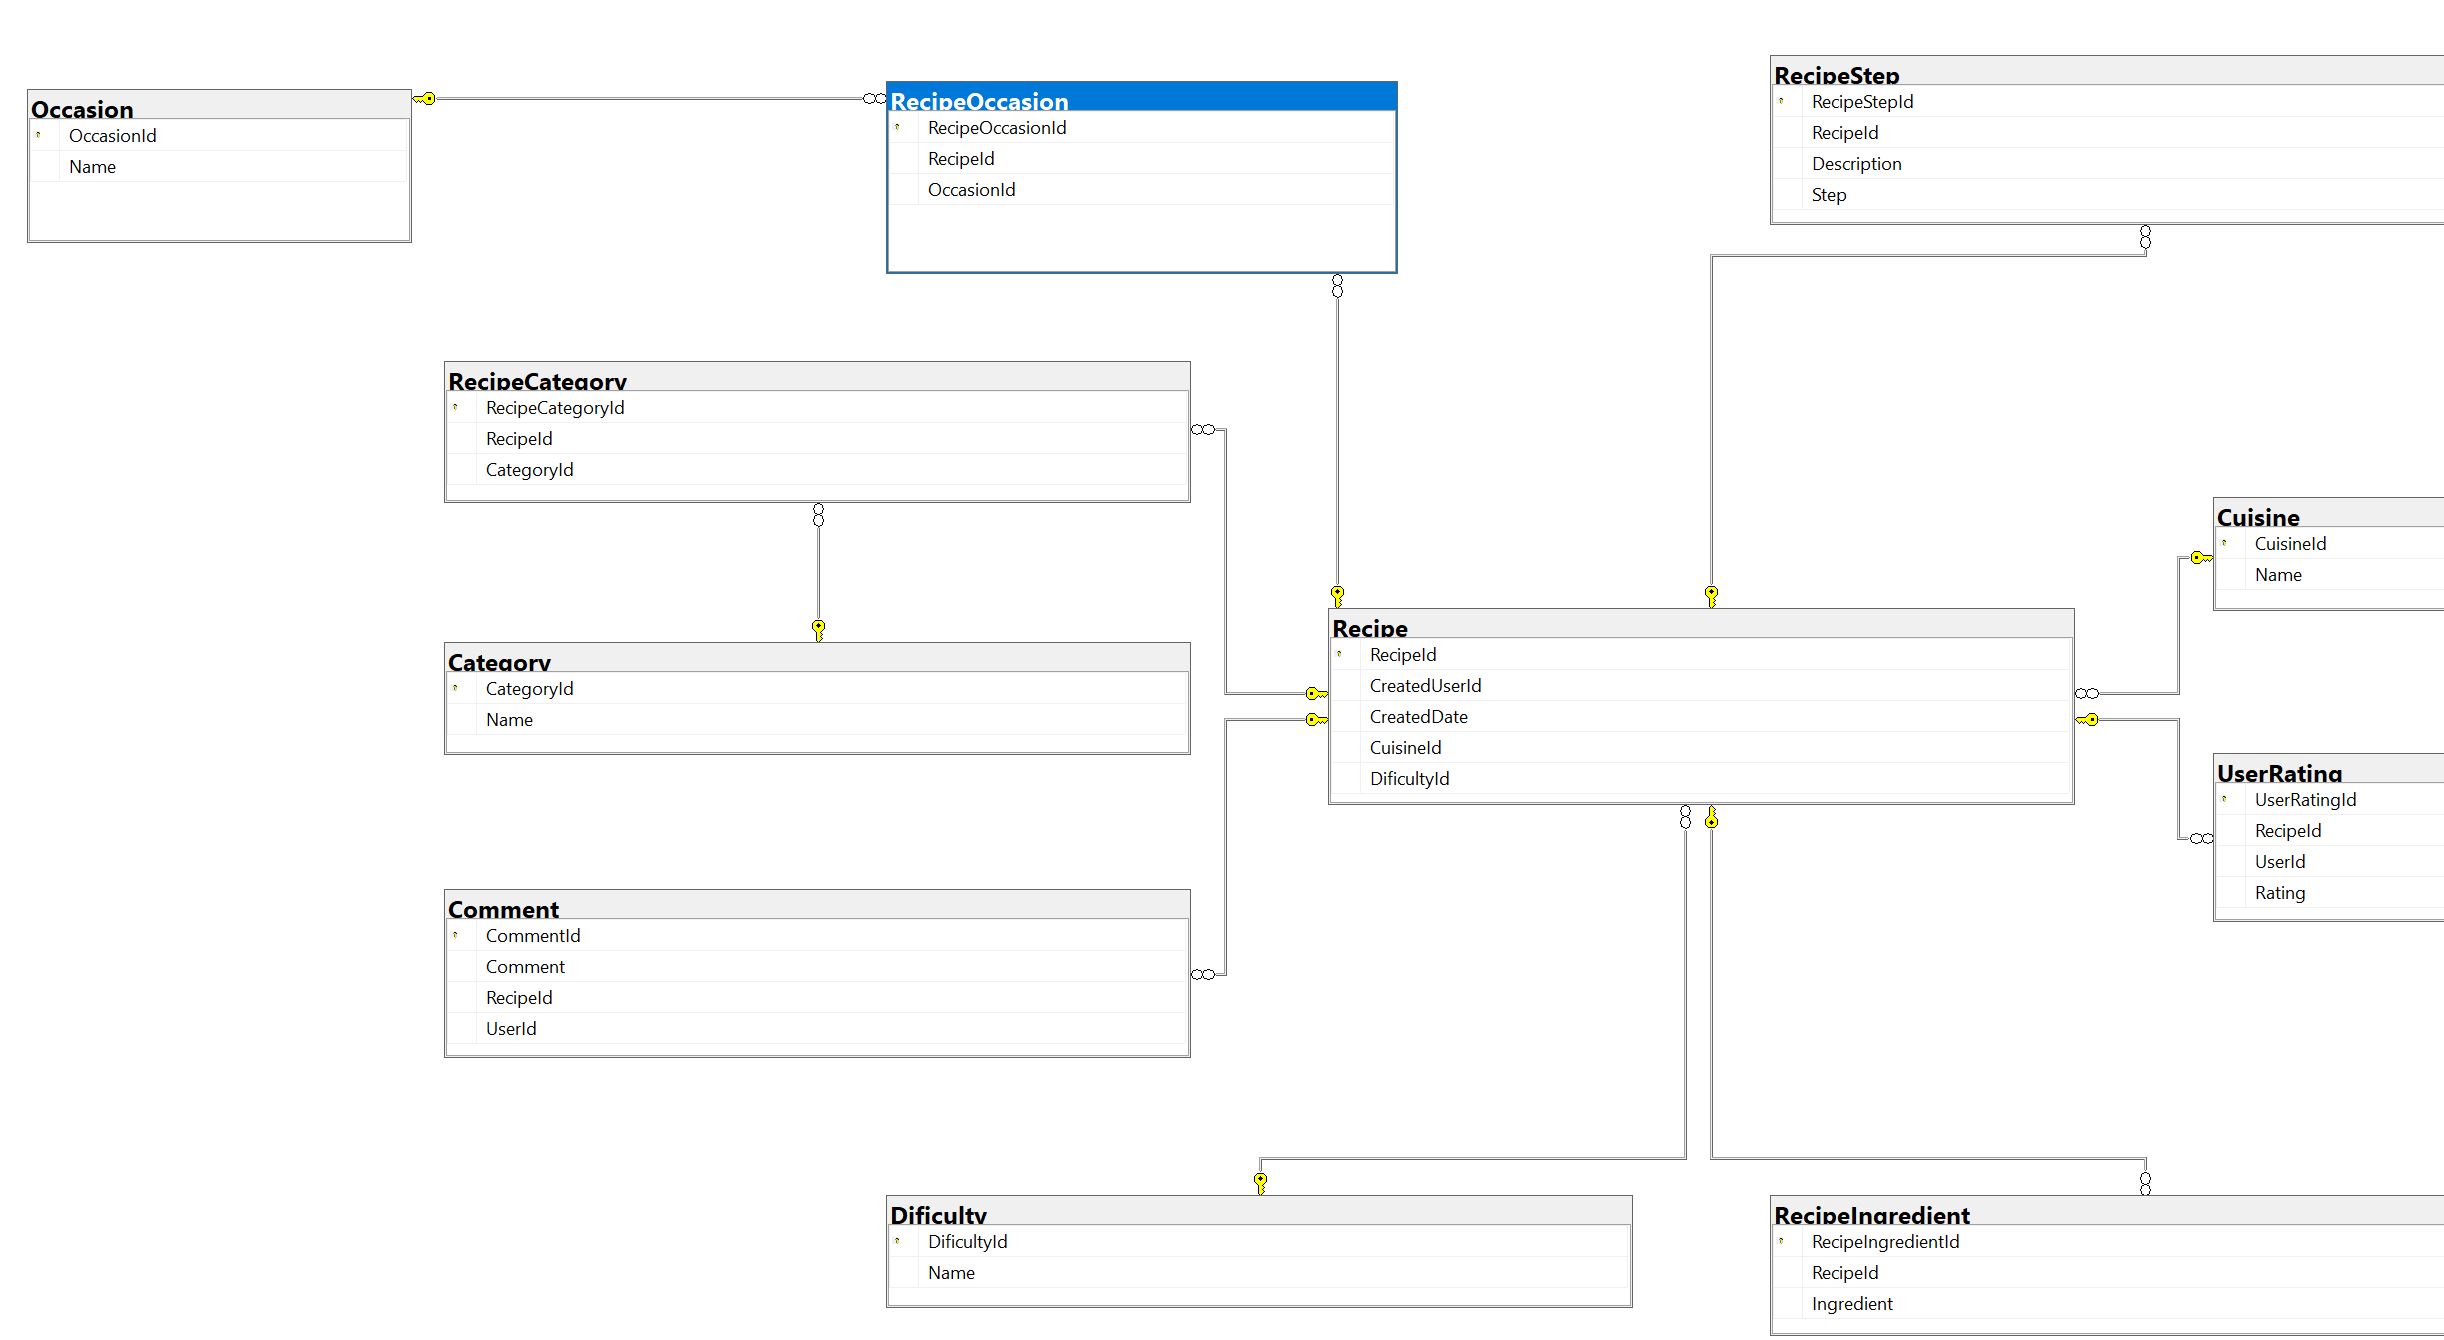 Occasion
OccasionId
Name
RecipeOccasion
RecipeOccasionId
RecipeId
OccasionId
RecipeStep
RecipeStepId
RecipeId
Description
Step
RecipeCategory
RecipeCategoryId
RecipeId
CategoryId
Cuisine
CuisineId
Name
Category
CategoryId
Name
Recipe
RecipeId
CreatedUserId
CreatedDate
CuisineId
DificultyId
UserRating
UserRatingId
RecipeId
UserId
Rating
Comment
CommentId
Comment
RecipeId
UserId
Dificulty
DificultyId
Name
RecipeIngredient
RecipeIngredientId
RecipeId
Ingredient